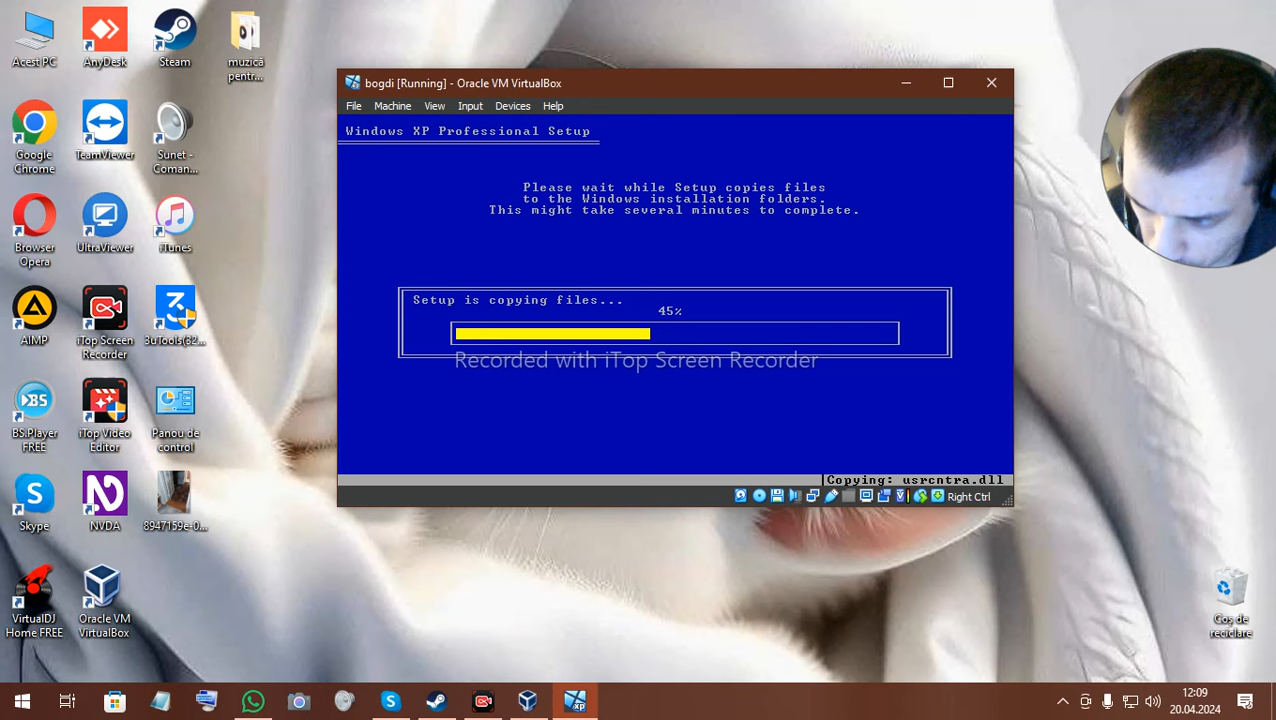 Acest PC
AnyDesk
Steam
muzică
pentr...
Google
Chrome
TeamViewer
Sunet -
Coman...
Browser
Opera
UltraViewer
iTunes
AIMP
iTop Screen
Recorder
3uTools(32...
BS.Player
FREE
iTop Video
Editor
Panou de
control
Skype
NVDA
8947159e-0...
VirtualDJ
Home FREE
Oracle VM
VirtualBox
bogdi [Running] - Oracle VM VirtualBox
File Machine View Input Devices Help
Windows XP Professional Setup
Please wait while Setup copies files
to the Windows installation folders.
This might take several minutes to complete.
Setup is copying files...
45%
Recorded with iTop Screen Recorder
Copying: usrcntra.dll
Right Ctrl
Coș de
reciclare
12:09
20.04.2024